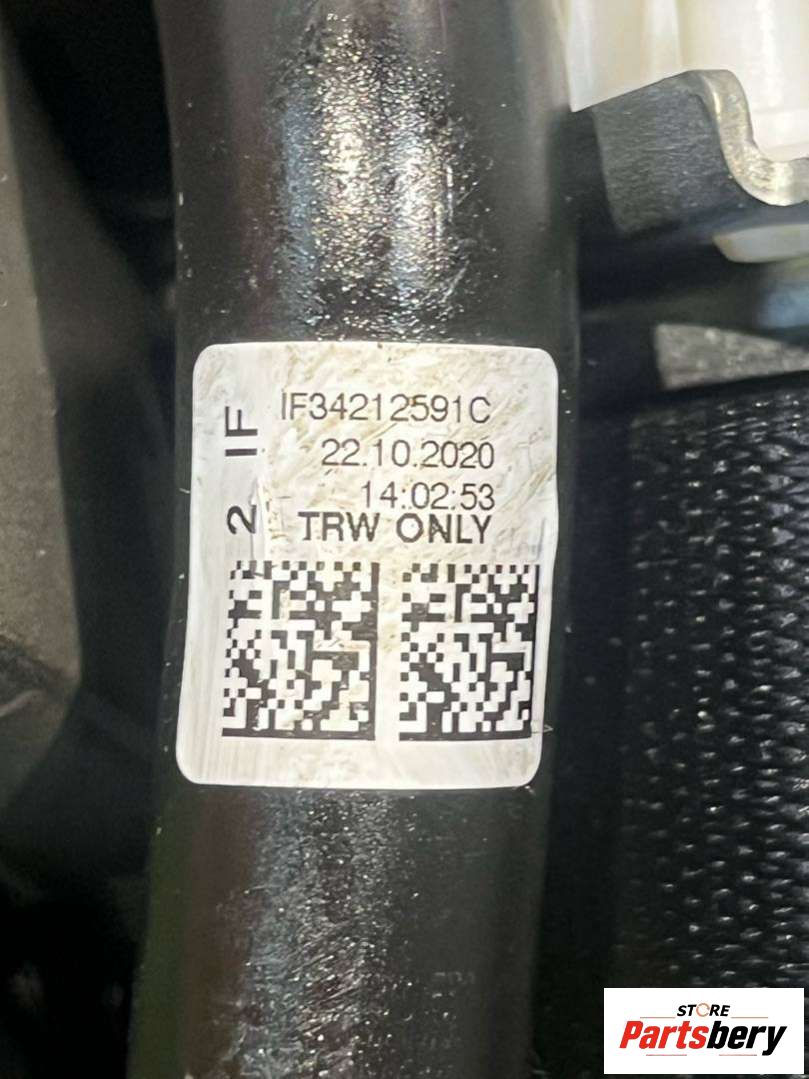 IF34212591C
22.10.2020
14:02:53
TRW ONLY
2 IF
STORE
Partsbery